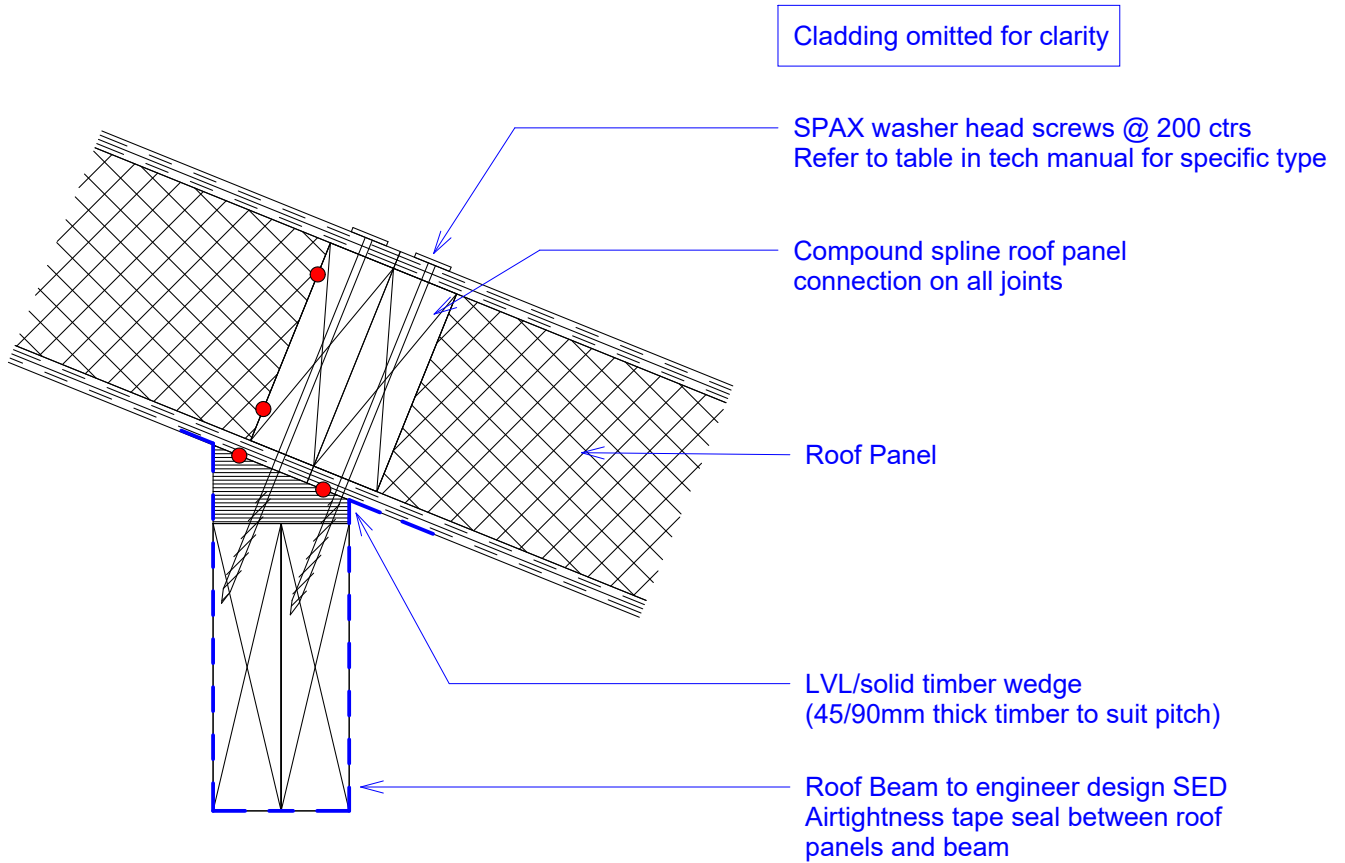 Cladding omitted for clarity
SPAX washer head screws @ 200 ctrs
Refer to table in tech manual for specific type
Compound spline roof panel
connection on all joints
Roof Panel
LVL/solid timber wedge
(45/90mm thick timber to suit pitch)
Roof Beam to engineer design SED
Airtightness tape seal between roof
panels and beam